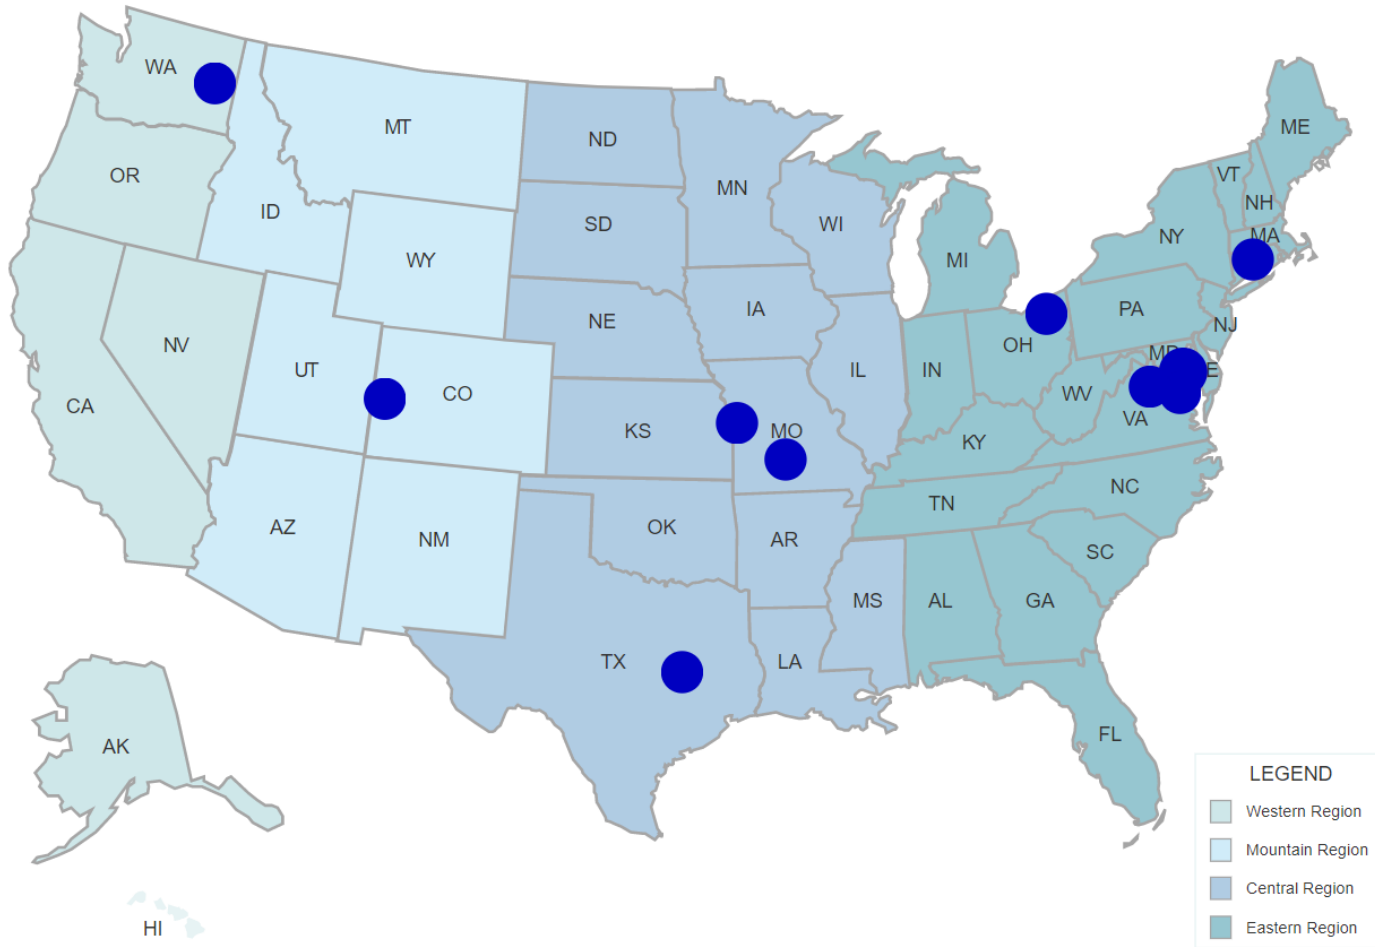 WA
MT
ND
ME
OR
MN
VT
ID
SD
WI
NH
NY
MA
WY
MI
IA
PA
NE
NJ
NV
OH
UT
IL
IN
CO
WV
CA
KS
MO
VA
KY
NC
TN
AZ
NM
OK
AR
SC
MS
AL
GA
TX
LA
FL
AK
HI
LEGEND
Western Region
Mountain Region
Central Region
Eastern Region